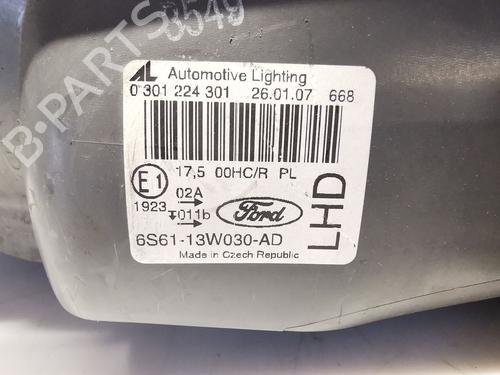 8549
B-PARTS
AL Automotive Lighting
0 301 224 301 26.01.07 668
17,5 00HC/R PL
E1
02A
1923
011b
Ford
LHD
6S61-13W030-AD
Made in Czech Republic